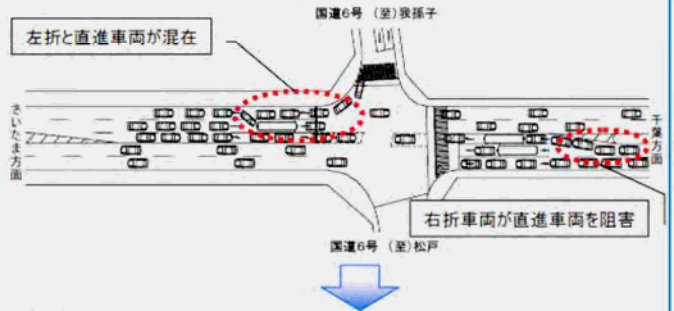 国道6号 (至)我孫子
左折と直進車両が混在
さいたま方面
千葉方面
右折車両が直進車両を阻害
国道6号 (至)松戸